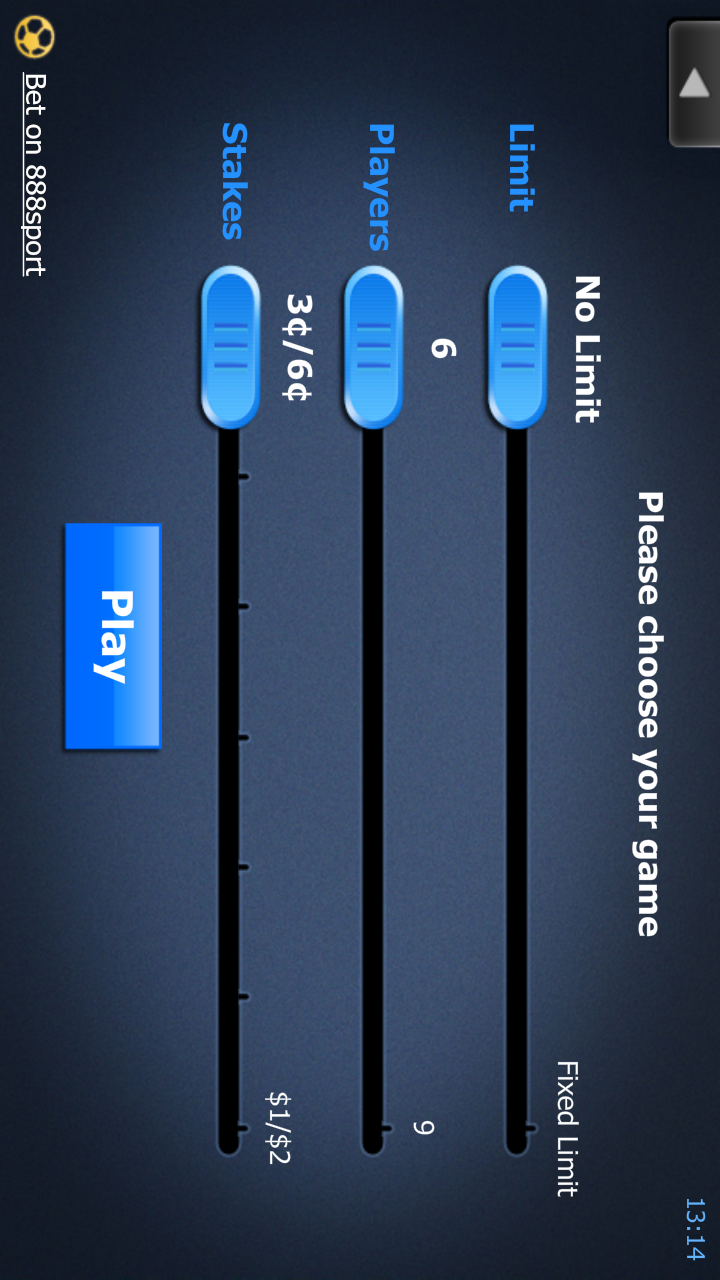 13:14
Please choose your game
No Limit
Limit
Fixed Limit
6
Players
9
3¢/6¢
Stakes
$1/$2
Play
Bet on 888sport